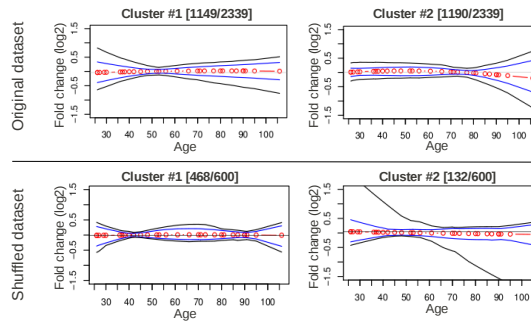 Original dataset
Cluster #1 [1149/2339]
Fold change (log2)
1.5
0.5
−0.5
−1.5
30 40 50 60 70 80 90 100
Age
Cluster #2 [1190/2339]
Fold change (log2)
1.5
0.5
−0.5
−1.5
30 40 50 60 70 80 90 100
Age
Shuffled dataset
Cluster #1 [468/600]
Fold change (log2)
1.5
0.5
−0.5
−1.5
30 40 50 60 70 80 90 100
Age
Cluster #2 [132/600]
Fold change (log2)
1.5
0.5
−0.5
−1.5
30 40 50 60 70 80 90 100
Age